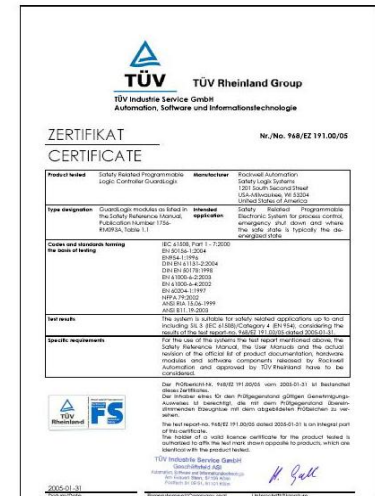 TÜV
TÜV Rheinland Group
TÜV Industrie Service GmbH
Automation, Software und Informationstechnologie
ZERTIFIKAT
CERTIFICATE
Nr./No. 968/EZ 191.00/05
Product tested
Safety Related Programmable
Logic Controller GuardLogix
Manufacturer
Rockwell Automation
Safety Logix Systems
1201 South Second Street
USA-Milwaukee, WI 53204
United States of America
Type designation
GuardLogix modules as listed in
the Safety Reference Manual,
Publication Number 1756-
RM093A, Table 1.1
Intended
application
Safety Related Programmable
Electronic System for process control,
emergency shut down and where
the safe state is typically the de-
energized state
Codes and standards forming
the basis of testing
IEC 61508, Part 1 - 7:2000
EN 50156-1:2004
EN954-1:1996
DIN EN 61131-2:2004
DIN EN 50178:1998
EN 61000-6-2:2005
EN 61000-6-4:2002
EN 60204-1:1997
NFPA 79:2002
ANSI RIA 15.06-1999
ANSI B11.19-2003
Test results
The system is suitable for safety related applications up to and
including SIL 3 (IEC 61508)/Category 4 (EN 954), considering the
results of the test report-no. 968/EZ 191.00/05 dated 2005-01-31.
Specific requirements
For the use of the systems the test report mentioned above, the
Safety Reference Manual, the User Manuals and the actual
revision of the official list of product documentation, hardware
modules and software components released by Rockwell
Automation and approved by TÜV Rheinland have to be
considered.
Der Prüfbericht-Nr. 968/EZ 191.00/05 vom 2005-01-31 ist Bestandteil
dieses Zertifikates.
Der Inhaber eines für den Prüfgegenstand gültigen Genehmigungs-
Ausweises ist berechtigt, die mit dem Prüfgegenstand überein-
stimmenden Erzeugnisse mit dem abgebildeten Prüfzeichen zu ver-
sehen.
The test report-no. 968/EZ 191.00/05 dated 2005-01-31 is an integral part
of this certificate.
The holder of a valid licence certificate for the product tested is
authorized to affix the test mark shown opposite to products, which are
identical with the product tested.
TÜV
Rheinland
FS
TÜV Industrie Service GmbH
Geschäftsfeld ASI
2005-01-31